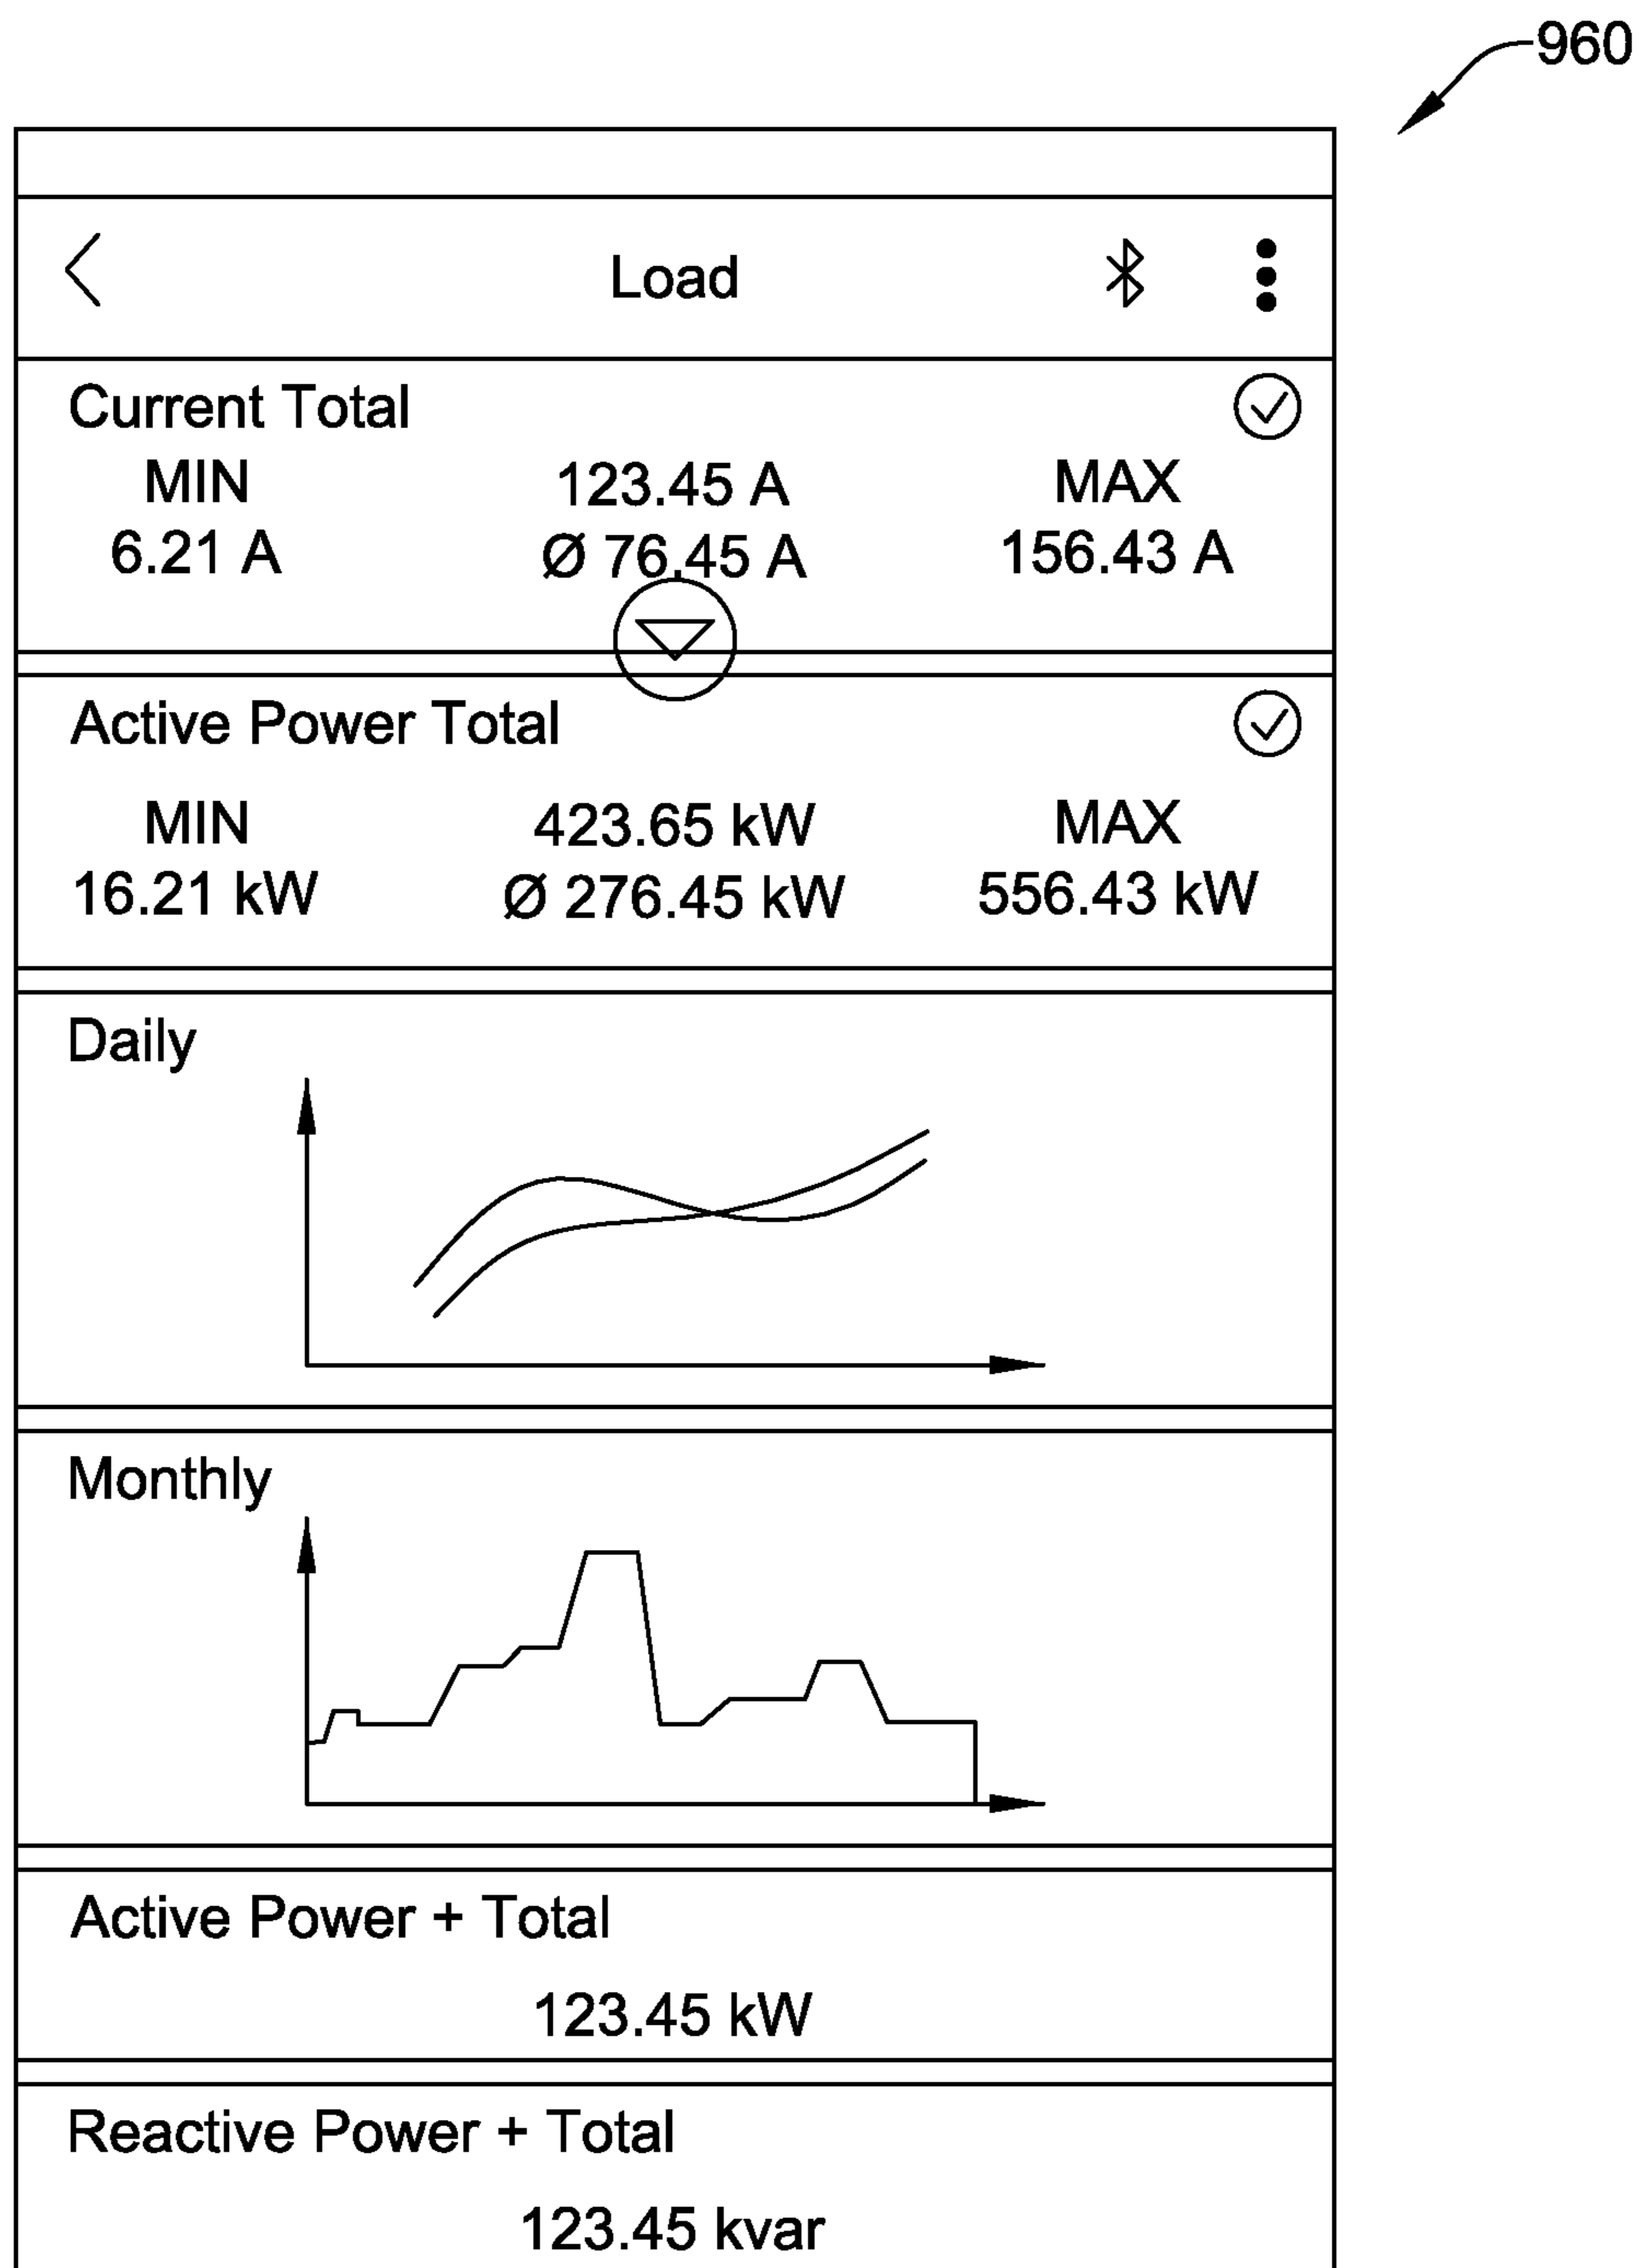 960
Load
Current Total
MIN 123.45 A MAX
6.21 A Ø 76.45 A 156.43 A
Active Power Total
MIN 423.65 kW MAX
16.21 kW Ø 276.45 kW 556.43 kW
Daily
Monthly
Active Power + Total
123.45 kW
Reactive Power + Total
123.45 kvar